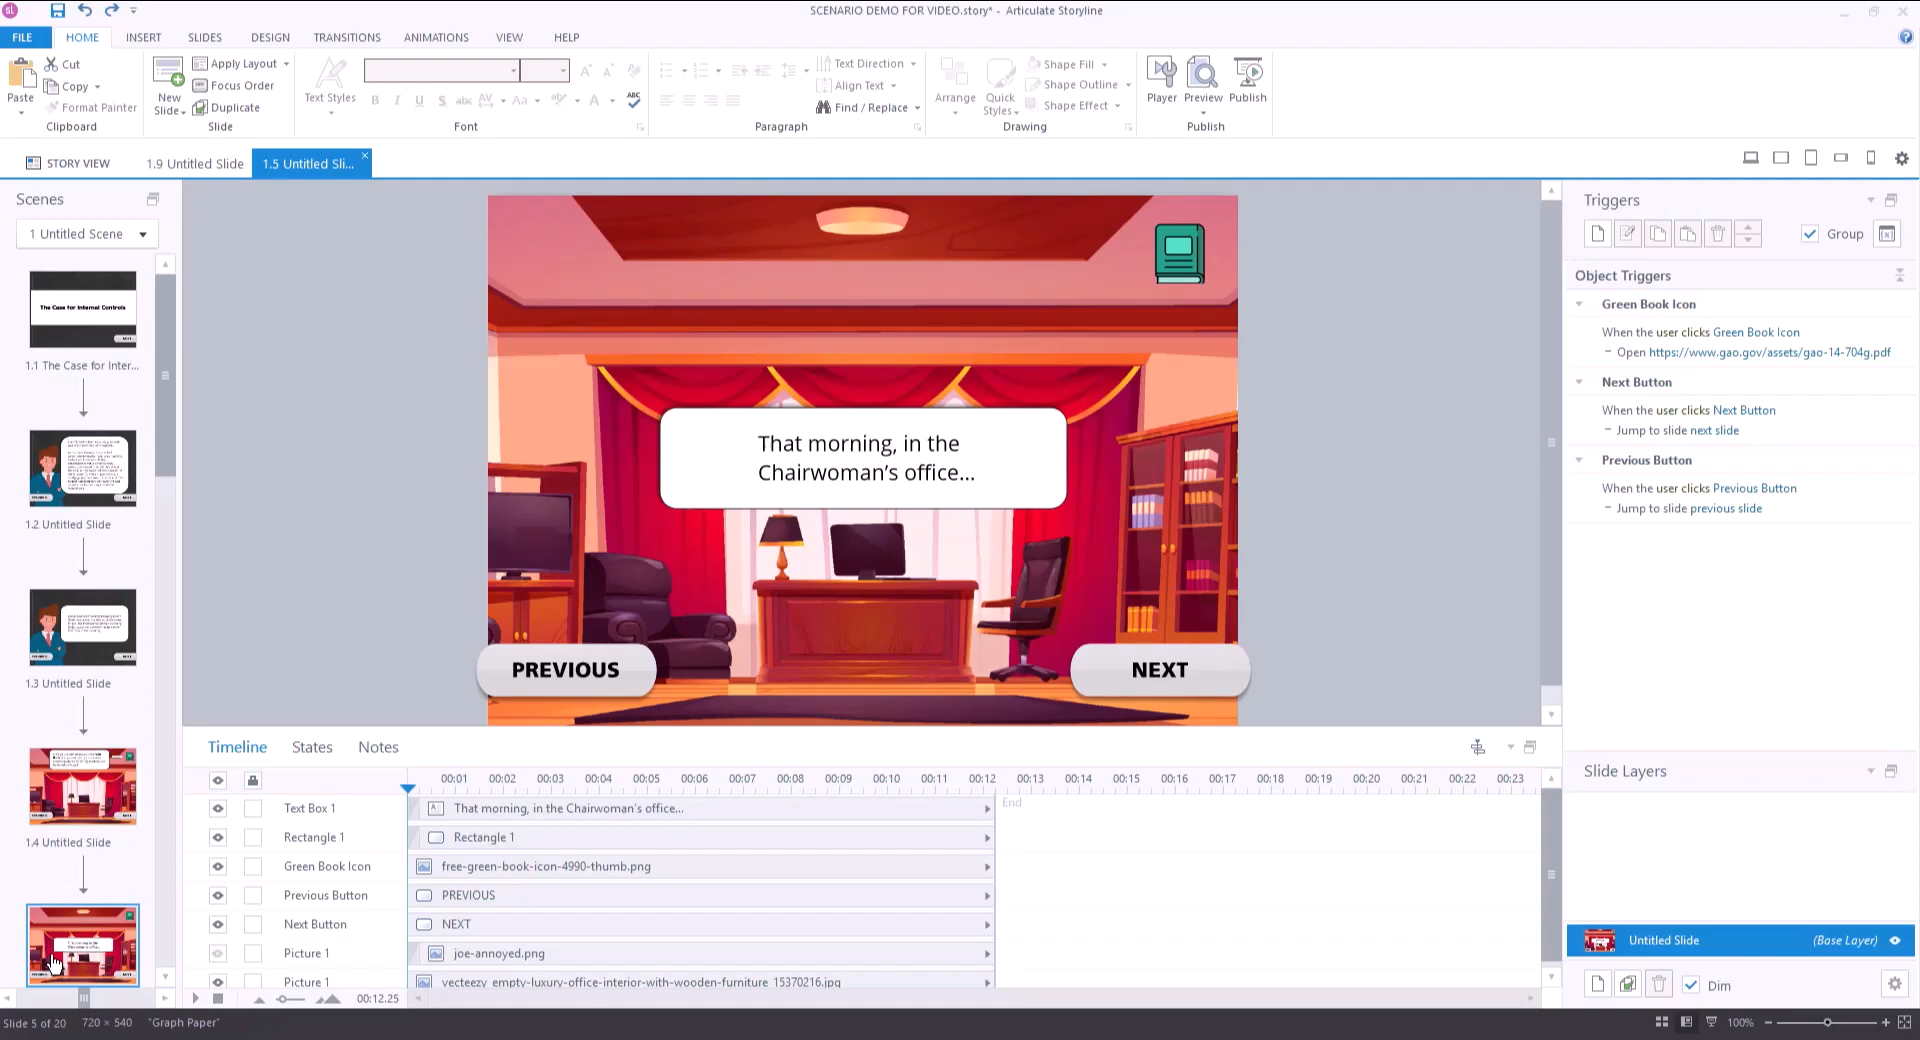 SCENARIO DEMO FOR VIDEO.story* - Articulate Storyline
FILE
HOME
INSERT
SLIDES
DESIGN
TRANSITIONS
ANIMATIONS
VIEW
HELP
Paste
Cut
Copy
Format Painter
Clipboard
New Slide
Apply Layout
Focus Order
Duplicate
Slide
Text Styles
Font
Text Direction
Align Text
Find / Replace
Paragraph
Arrange
Quick Styles
Shape Fill
Shape Outline
Shape Effect
Drawing
Player
Preview
Publish
Publish
STORY VIEW
1.9 Untitled Slide
1.5 Untitled Sli...
Scenes
1 Untitled Scene
The Case for Internal Controls
1.1 The Case for Inter...
1.2 Untitled Slide
1.3 Untitled Slide
1.4 Untitled Slide
That morning, in the
Chairwoman's office...
PREVIOUS
NEXT
Triggers
Group
Object Triggers
Green Book Icon
When the user clicks Green Book Icon
- Open https://www.gao.gov/assets/gao-14-704g.pdf
Next Button
When the user clicks Next Button
- Jump to slide next slide
Previous Button
When the user clicks Previous Button
- Jump to slide previous slide
Timeline
States
Notes
00:01 00:02 00:03 00:04 00:05 00:06 00:07 00:08 00:09 00:10 00:11 00:12 00:13 00:14 00:15 00:16 00:17 00:18 00:19 00:20 00:21 00:22 00:23
End
Text Box 1 That morning, in the Chairwoman's office...
Rectangle 1 Rectangle 1
Green Book Icon free-green-book-icon-4990-thumb.png
Previous Button PREVIOUS
Next Button NEXT
Picture 1 joe-annoyed.png
Picture 1 vecteezy_empty-luxury-office-interior-with-wooden-furniture_15370216.jpg
00:12.25
Slide Layers
Untitled Slide (Base Layer)
Dim
Slide 5 of 20 720 × 540 "Graph Paper"
100%